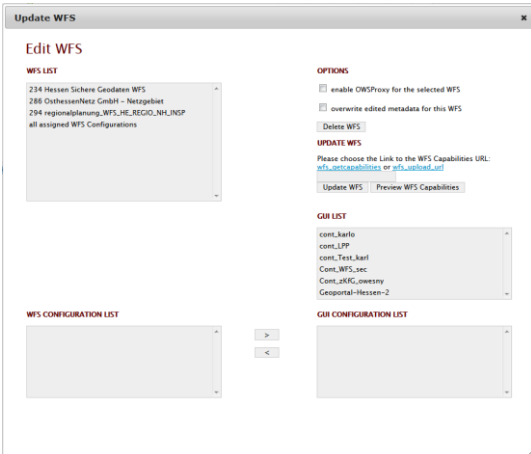 Update WFS
Edit WFS
WFS LIST
234 Hessen Sichere Geodaten WFS
286 OsthessenNetz GmbH - Netzgebiet
294 regionalplanung_WFS_HE_REGIO_NH_INSP
all assigned WFS Configurations
OPTIONS
enable OWSProxy for the selected WFS
overwrite edited metadata for this WFS
Delete WFS
UPDATE WFS
Please choose the Link to the WFS Capabilities URL:
wfs_getcapabilities or wfs_upload_url
Update WFS Preview WFS Capabilities
GUI LIST
cont_karlo
cont_LPP
cont_Test_karl
Cont_WFS_sec
Cont_zKfG_owesny
Geoportal-Hessen-2
WFS CONFIGURATION LIST
>
<
GUI CONFIGURATION LIST